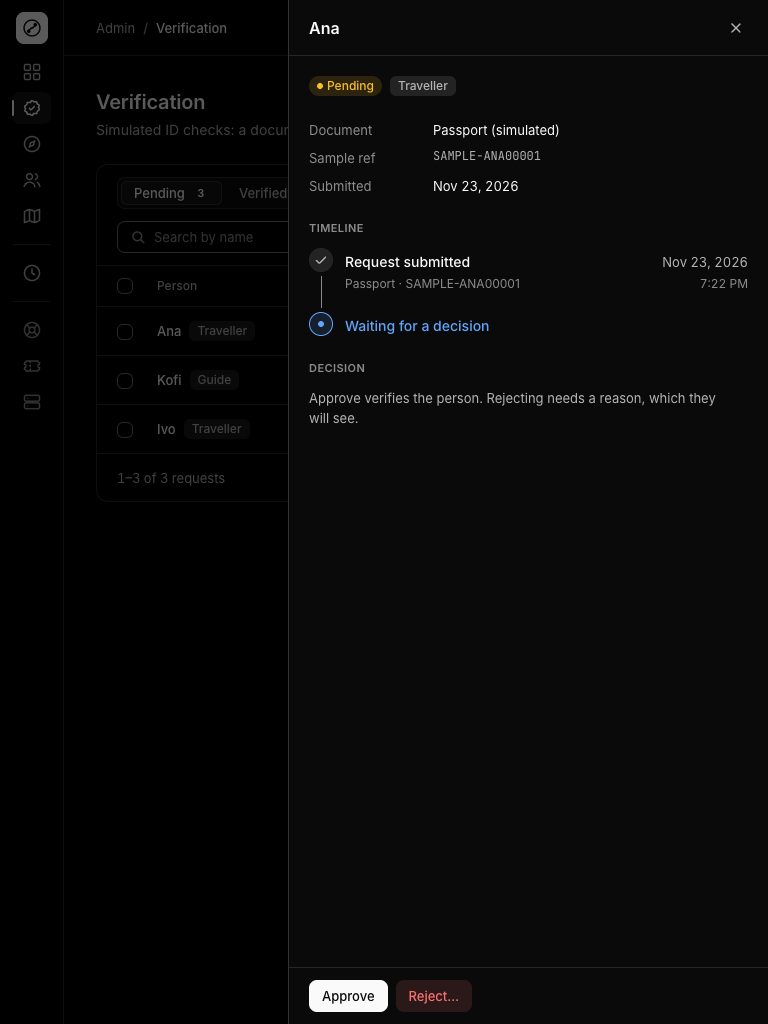 Admin / Verification
Verification
Simulated ID checks: a docu
Pending 3 Verified
Search by name
Person
Ana Traveller
Kofi Guide
Ivo Traveller
1–3 of 3 requests
Ana
Pending Traveller
Document Passport (simulated)
Sample ref SAMPLE-ANA00001
Submitted Nov 23, 2026
TIMELINE
Request submitted Nov 23, 2026
Passport · SAMPLE-ANA00001 7:22 PM
Waiting for a decision
DECISION
Approve verifies the person. Rejecting needs a reason, which they
will see.
Approve Reject...